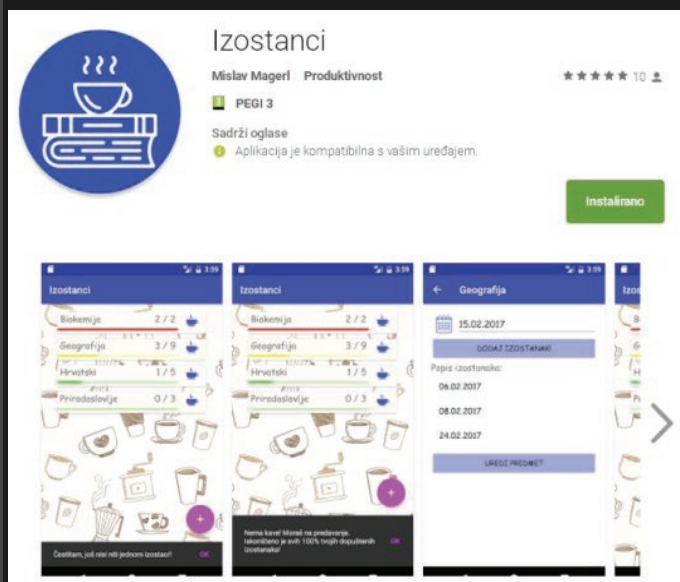 Izostanci
Mislav Magerl Produktivnost
10
3 PEGI 3
Sadrži oglase
Aplikacija je kompatibilna s vašim uređajem.
Instalirano
3:59
Izostanci
Biokemija 2 / 2
Geografija 3 / 9
Hrvatski 1 / 5
Prirodoslovlje 0 / 3
+
Čestitam, još nisi niti jednom izostao!! OK
3:59
Izostanci
Biokemija 2 / 2
Geografija 3 / 9
Hrvatski 1 / 5
Prirodoslovlje 0 / 3
+
Nema kave! Moraš na predavanje.
Iskorišteno je svih 100% tvojih dopuštenih
izostanaka!
OK
3:59
← Geografija
15.02.2017
DODAJ IZOSTANAK!
Popis izostanaka:
06.02.2017
08.02.2017
24.02.2017
UREDI PREDMET
Izos